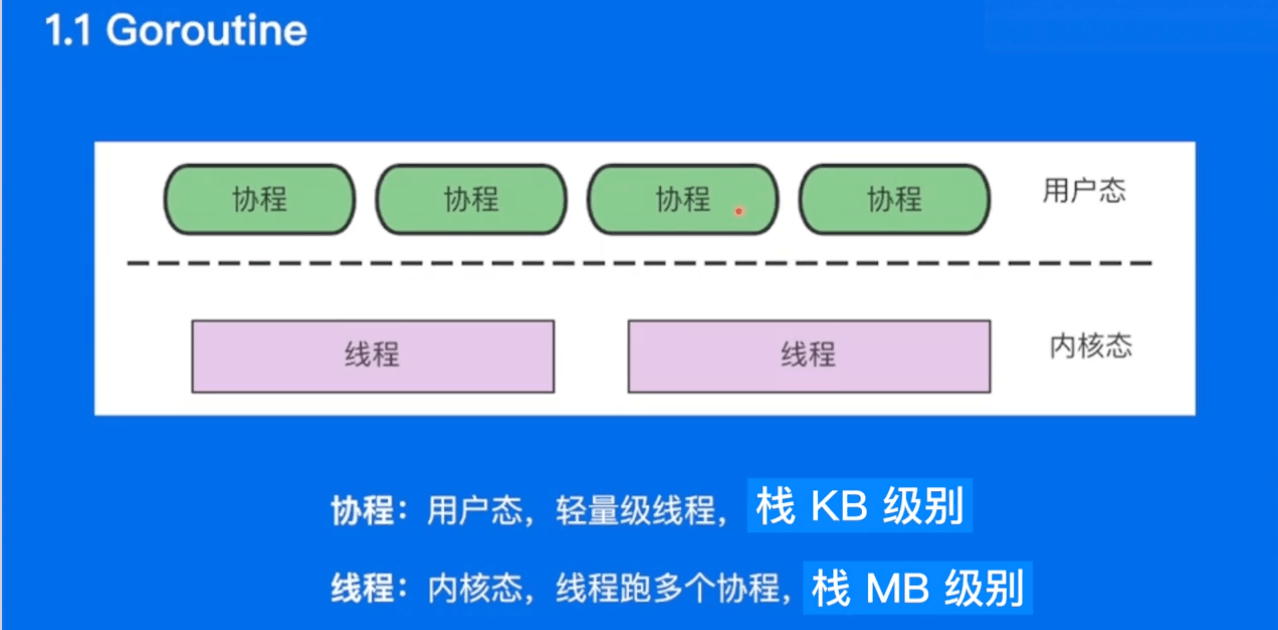 1.1 Goroutine
协程 协程 协程 协程 用户态
线程 线程 内核态
协程：用户态，轻量级线程，栈 KB 级别
线程：内核态，线程跑多个协程，栈 MB 级别